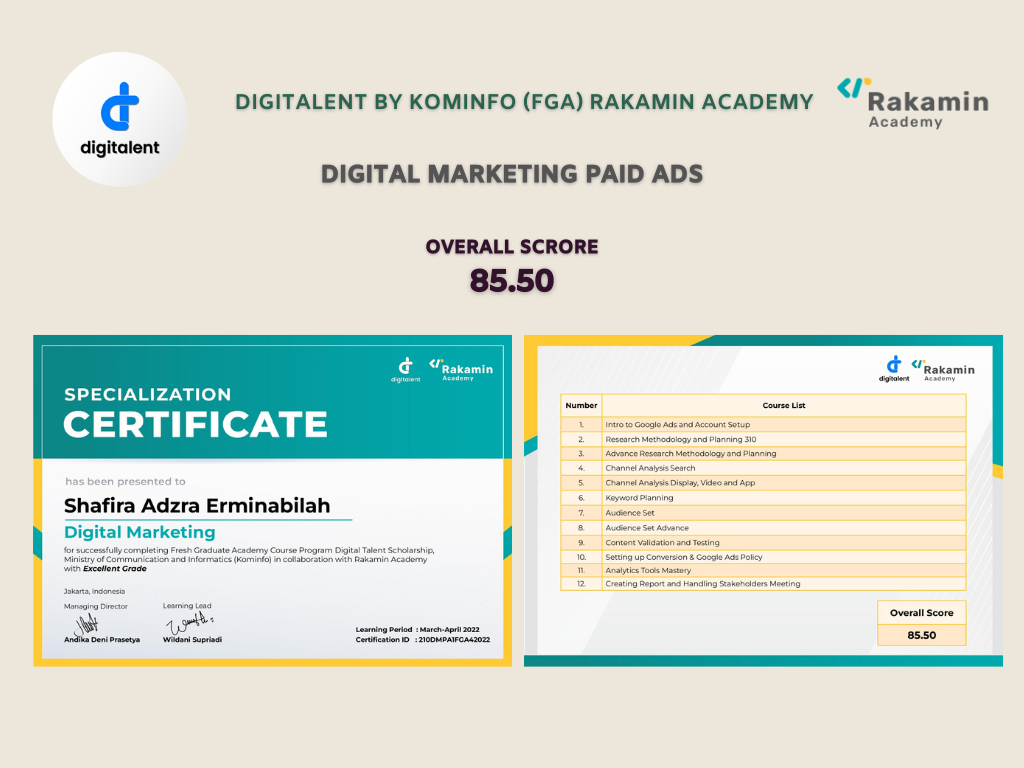 digitalent
DIGITALENT BY KOMINFO (FGA) RAKAMIN ACADEMY
Rakamin
Academy
DIGITAL MARKETING PAID ADS
OVERALL SCRORE
85.50
digitalent
Rakamin
Academy
SPECIALIZATION
CERTIFICATE
has been presented to
Shafira Adzra Erminabilah
Digital Marketing
for successfully completing Fresh Graduate Academy Course Program Digital Talent Scholarship,
Ministry of Communication and Informatics (Kominfo) in collaboration with Rakamin Academy
with Excellent Grade
Jakarta, Indonesia
Managing Director Learning Lead
Andika Deni Prasetya Wildani Supriadi
Learning Period : March-April 2022
Certification ID : 210DMPA1FGA42022
digitalent
Rakamin
Academy
Number Course List
1. Intro to Google Ads and Account Setup
2. Research Methodology and Planning 310
3. Advance Research Methodology and Planning
4. Channel Analysis Search
5. Channel Analysis Display, Video and App
6. Keyword Planning
7. Audience Set
8. Audience Set Advance
9. Content Validation and Testing
10. Setting up Conversion & Google Ads Policy
11. Analytics Tools Mastery
12. Creating Report and Handling Stakeholders Meeting
Overall Score
85.50